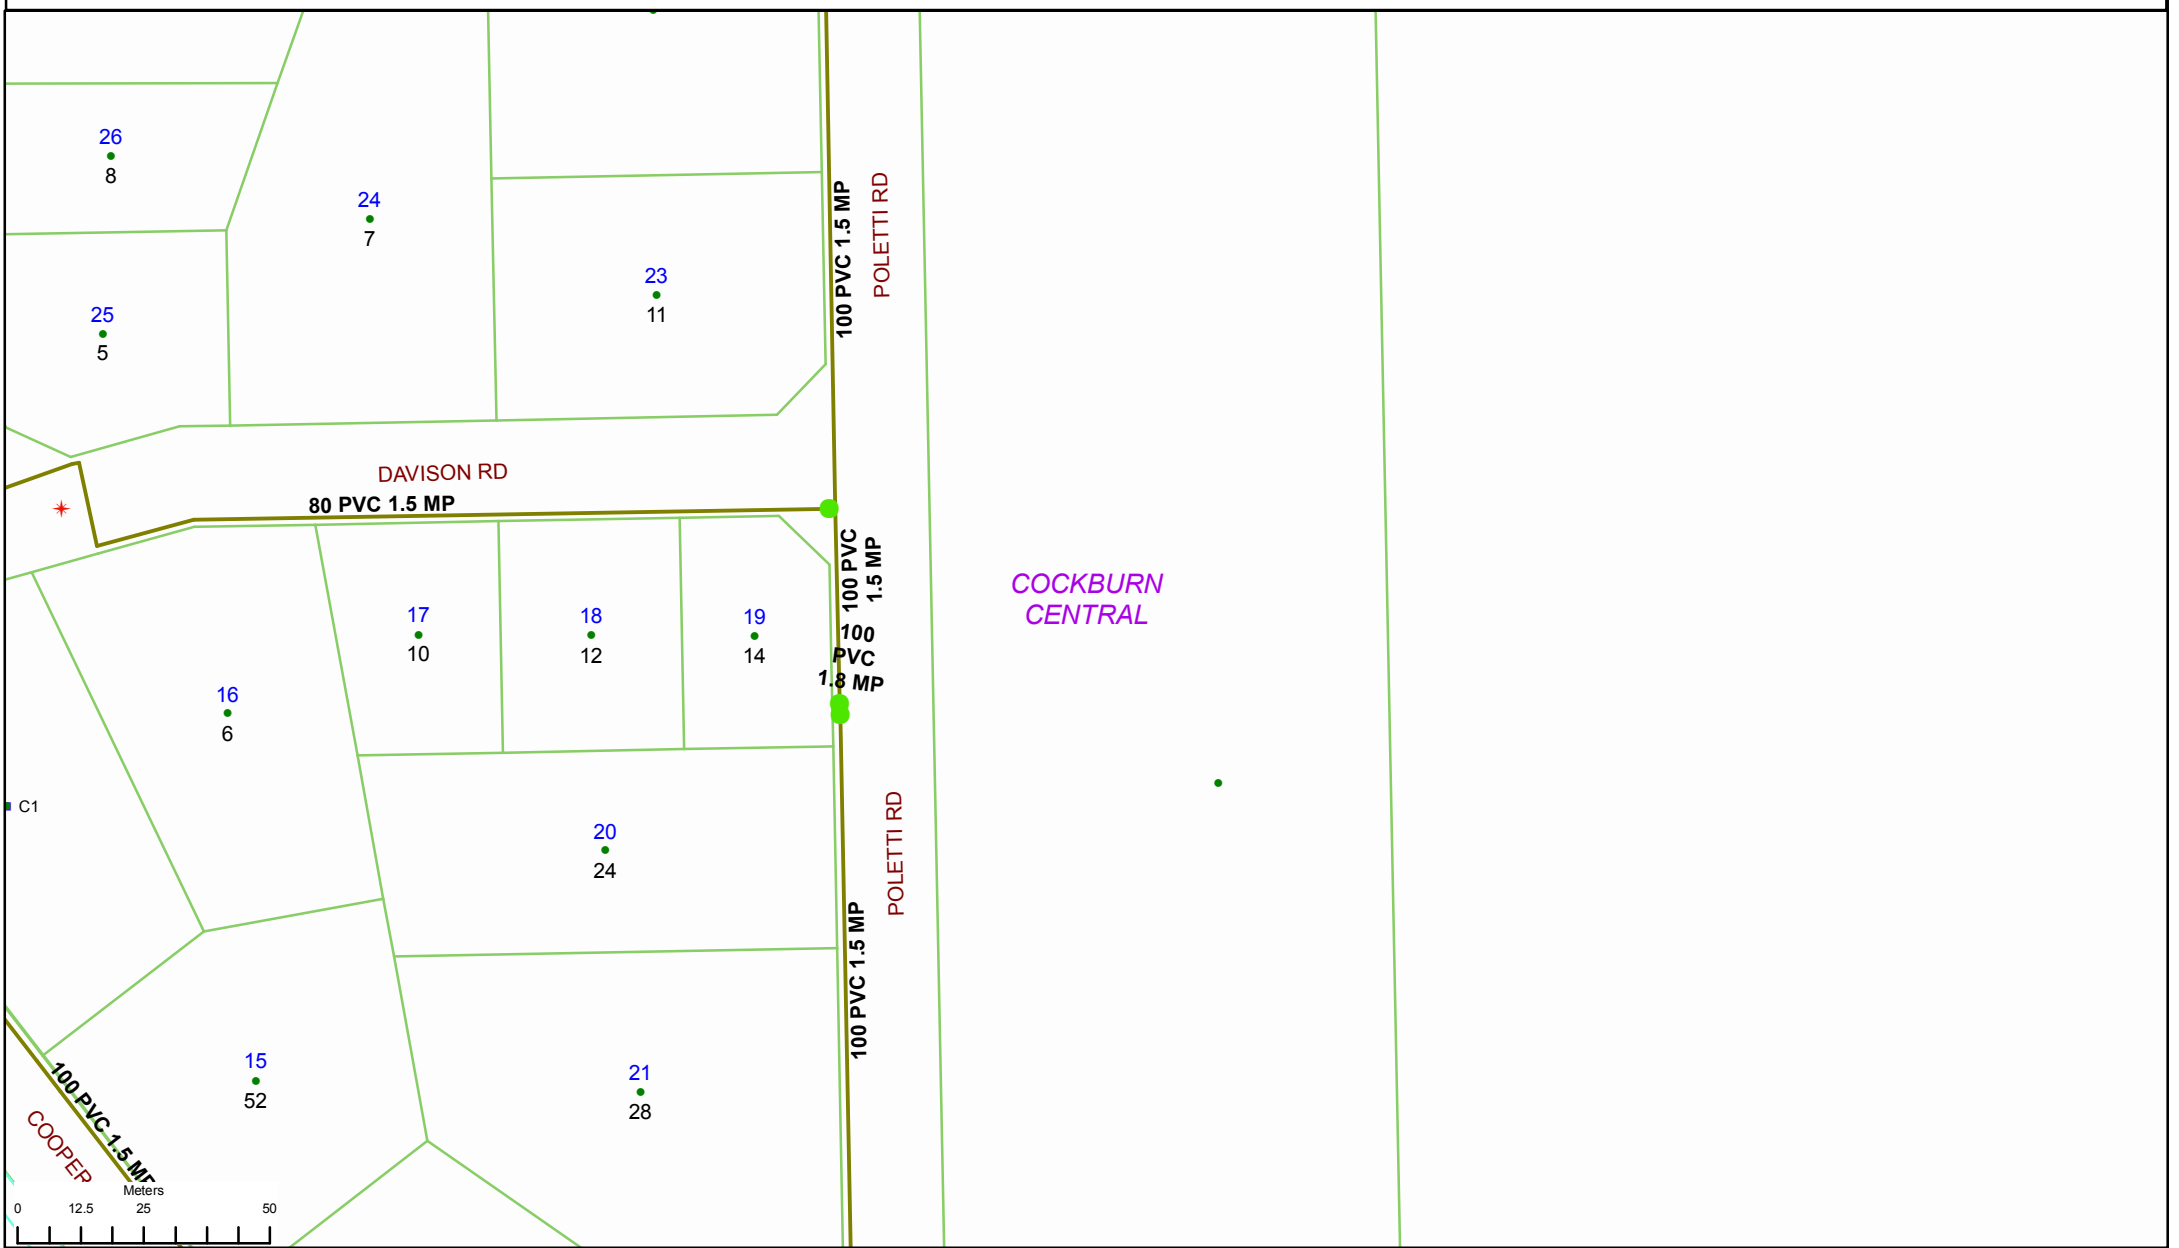 26
8
24
7
23
11
100 PVC 1.5 MP
POLETTI RD
25
5
DAVISON RD
80 PVC 1.5 MP
100 PVC
1.5 MP
COCKBURN
CENTRAL
17
10
18
12
19
14
100
PVC
1.8 MP
16
6
C1
20
24
POLETTI RD
100 PVC 1.5 MP
15
52
21
28
100 PVC 1.5 MP
COOPER
Meters
0 12.5 25 50